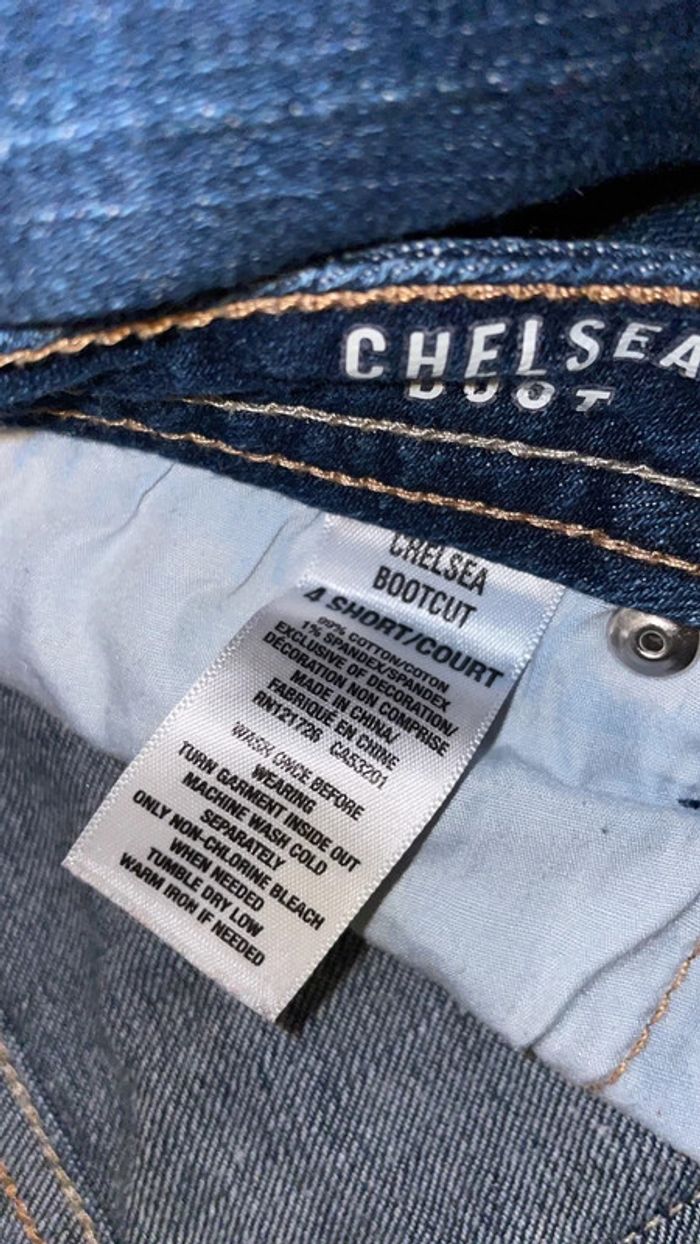 CHELSEA
BOOT
CHELSEA
BOOTCUT
4 SHORT/COURT
99% COTTON/COTON
1% SPANDEX/SPANDEX
EXCLUSIVE OF DECORATION/
DECORATION NON COMPRISE
MADE IN CHINA/
FABRIQUÉ EN CHINE
RN121726 CA53201
WASH ONCE BEFORE
WEARING
TURN GARMENT INSIDE OUT
MACHINE WASH COLD
SEPARATELY
ONLY NON-CHLORINE BLEACH
WHEN NEEDED
TUMBLE DRY LOW
WARM IRON IF NEEDED